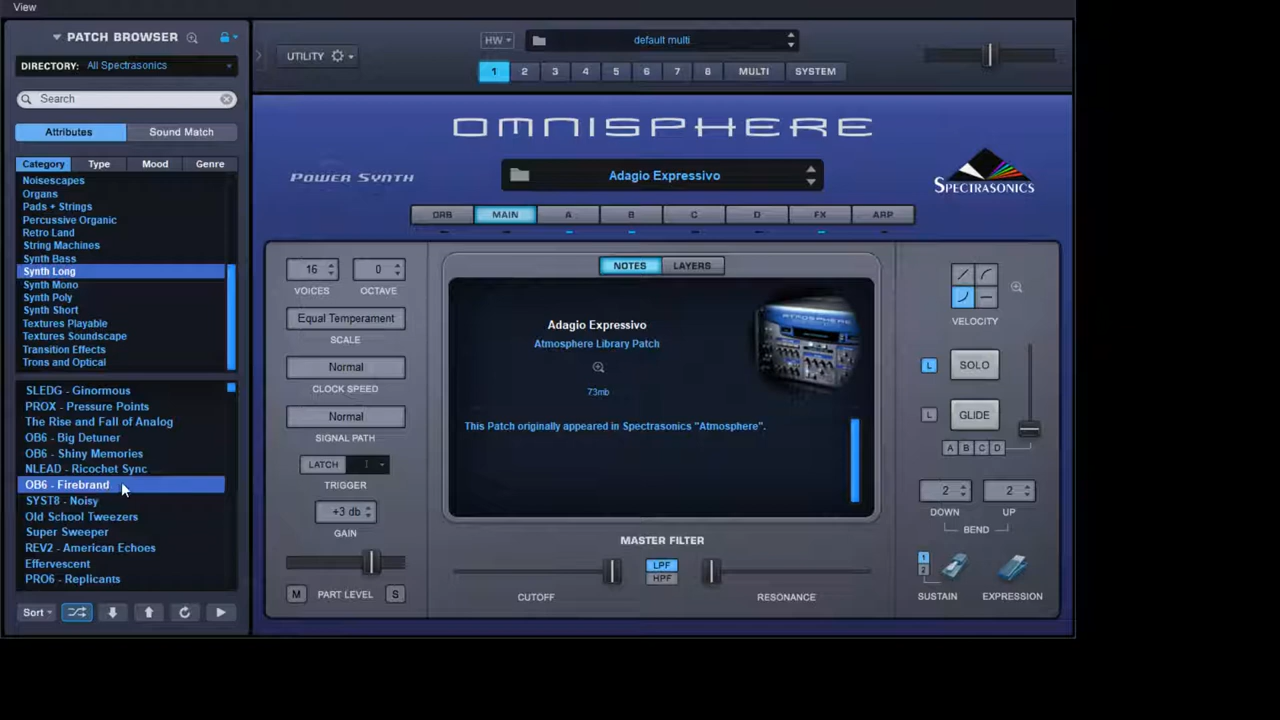 View
PATCH BROWSER
DIRECTORY: All Spectrasonics
Search
Attributes Sound Match
Category Type Mood Genre
Noisescapes
Organs
Pads + Strings
Percussive Organic
Retro Land
String Machines
Synth Bass
Synth Long
Synth Mono
Synth Poly
Synth Short
Textures Playable
Textures Soundscape
Transition Effects
Trons and Optical
SLEDG - Ginormous
PROX - Pressure Points
The Rise and Fall of Analog
OB6 - Big Detuner
OB6 - Shiny Memories
NLEAD - Ricochet Sync
OB6 - Firebrand
SYST8 - Noisy
Old School Tweezers
Super Sweeper
REV2 - American Echoes
Effervescent
PRO6 - Replicants
Sort
UTILITY
HW
default multi
1 2 3 4 5 6 7 8 MULTI SYSTEM
OMNISPHERE
POWER SYNTH
Adagio Expressivo
SPECTRASONICS
ORB MAIN A B C D FX ARP
16 0
VOICES OCTAVE
Equal Temperament
SCALE
Normal
CLOCK SPEED
Normal
SIGNAL PATH
LATCH
TRIGGER
+3 db
GAIN
M PART LEVEL S
NOTES LAYERS
Adagio Expressivo
Atmosphere Library Patch
73mb
This Patch originally appeared in Spectrasonics "Atmosphere".
ATMOSPHERE
MASTER FILTER
LPF
HPF
CUTOFF RESONANCE
VELOCITY
L SOLO
L GLIDE
A B C D
2 2
DOWN UP
BEND
1
2
SUSTAIN EXPRESSION